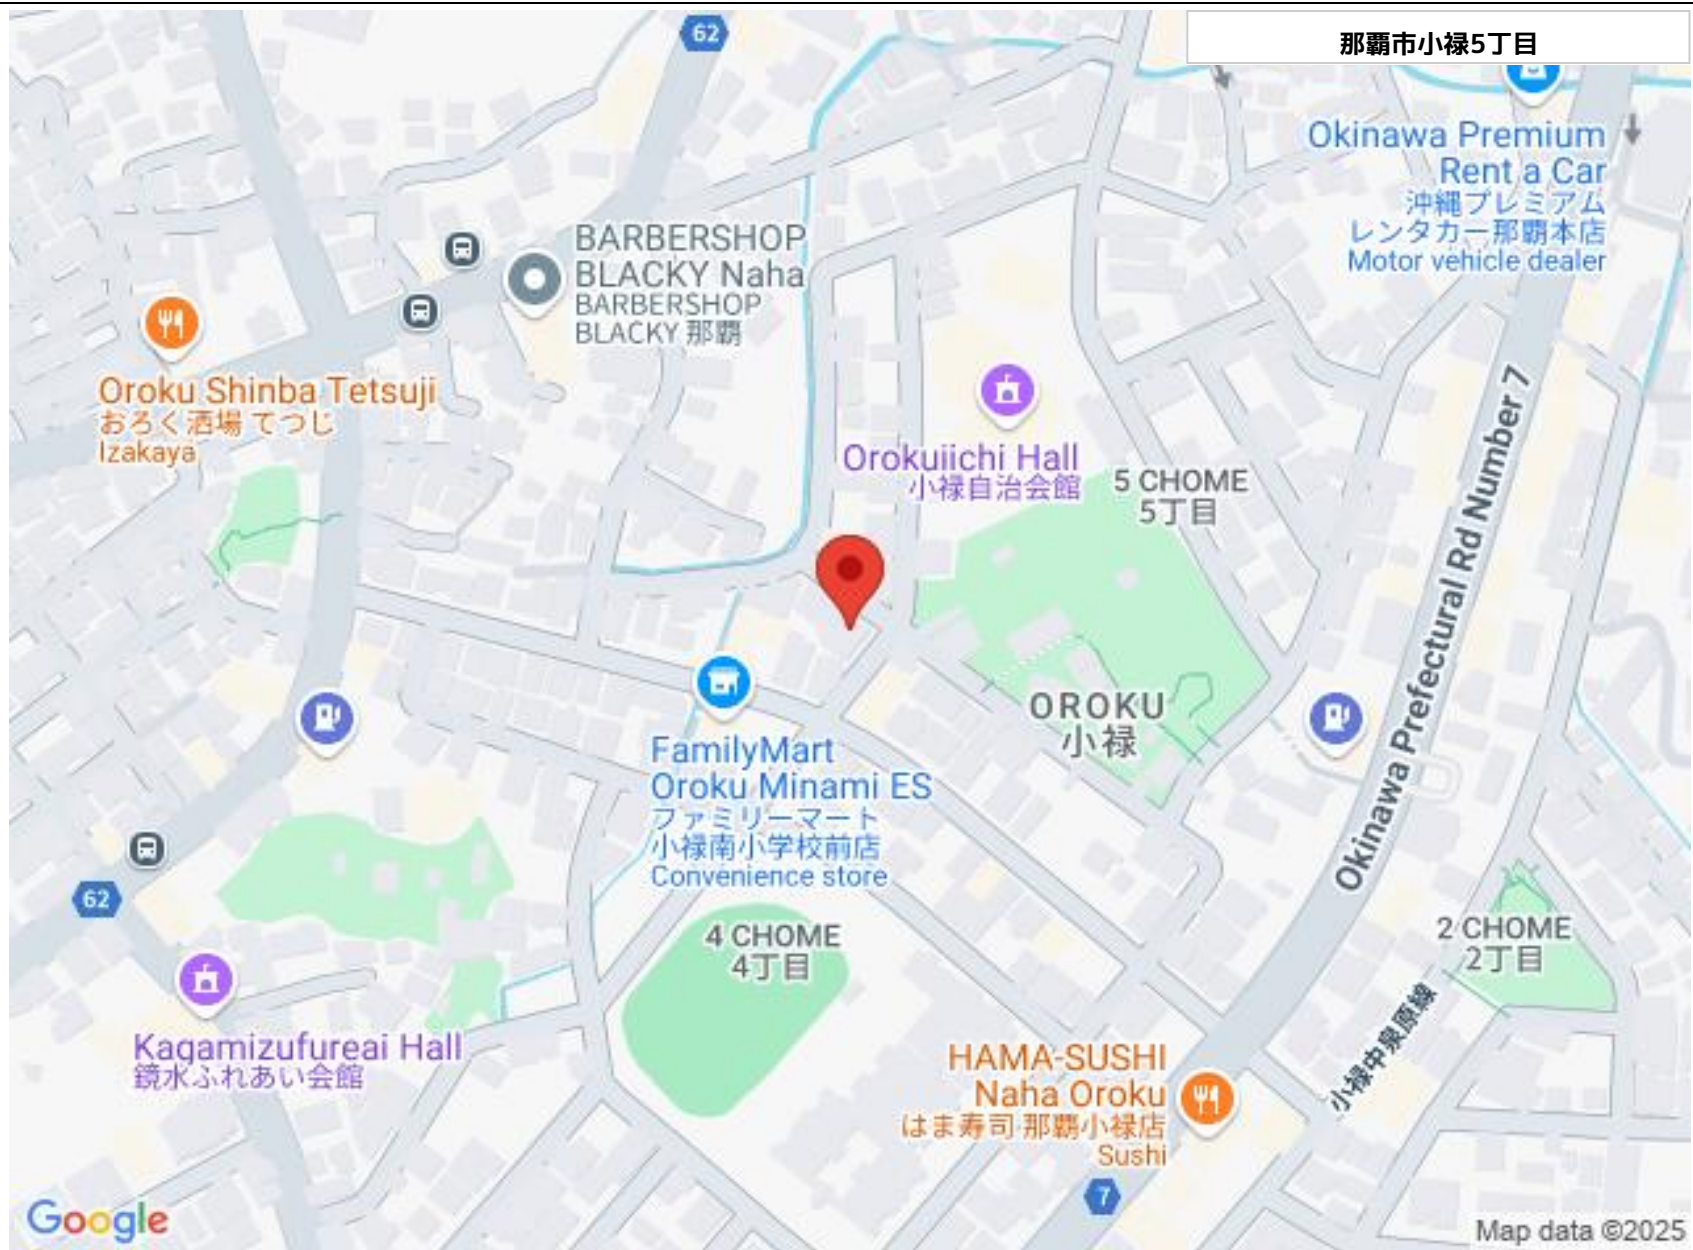 那覇市小禄5丁目
62
Okinawa Premium
Rent a Car
沖縄プレミアム
レンタカー那覇本店
Motor vehicle dealer
BARBERSHOP
BLACKY Naha
BARBERSHOP
BLACKY 那覇
Oroku Shinba Tetsuji
おろく酒場 てつじ
Izakaya
Orokuiichi Hall
小禄自治会館
5 CHOME
5丁目
Okinawa Prefectural Rd Number 7
OROKU
小禄
FamilyMart
Oroku Minami ES
ファミリーマート
小禄南小学校前店
Convenience store
62
4 CHOME
4丁目
2 CHOME
2丁目
小禄中泉原線
Kagamizufureai Hall
鏡水ふれあい会館
HAMA-SUSHI
Naha Oroku
はま寿司 那覇小禄店
Sushi
7
Google
Map data ©2025